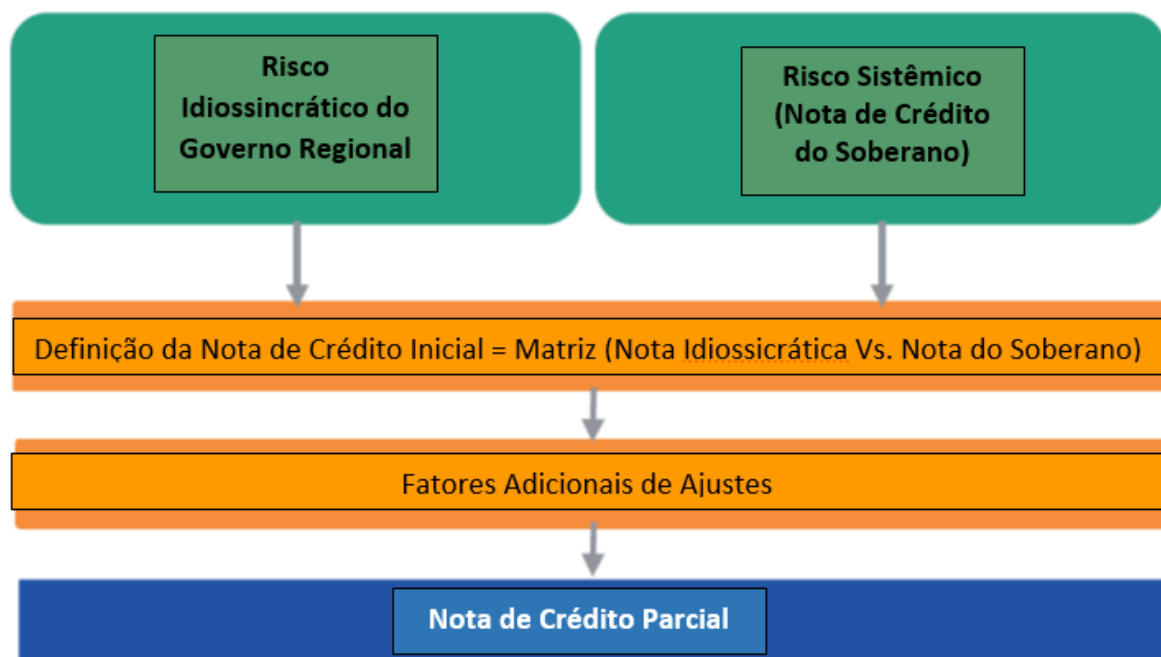 Risco
Idiossincrático do
Governo Regional
Risco Sistêmico
(Nota de Crédito
do Soberano)
Definição da Nota de Crédito Inicial = Matriz (Nota Idiossicrática Vs. Nota do Soberano)
Fatores Adicionais de Ajustes
Nota de Crédito Parcial